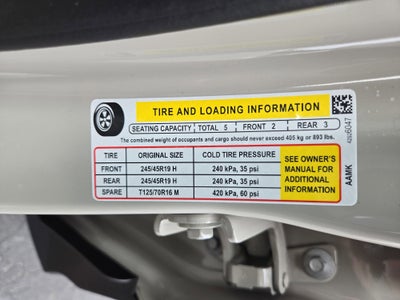 TIRE AND LOADING INFORMATION
SEATING CAPACITY TOTAL 5 FRONT 2 REAR 3
The combined weight of occupants and cargo should never exceed 405 kg or 893 lbs.
TIRE ORIGINAL SIZE COLD TIRE PRESSURE
FRONT 245/45R19 H 240 kPa, 35 psi
REAR 245/45R19 H 240 kPa, 35 psi
SPARE T125/70R16 M 420 kPa, 60 psi
SEE OWNER'S
MANUAL FOR
ADDITIONAL
INFORMATION
AAMK